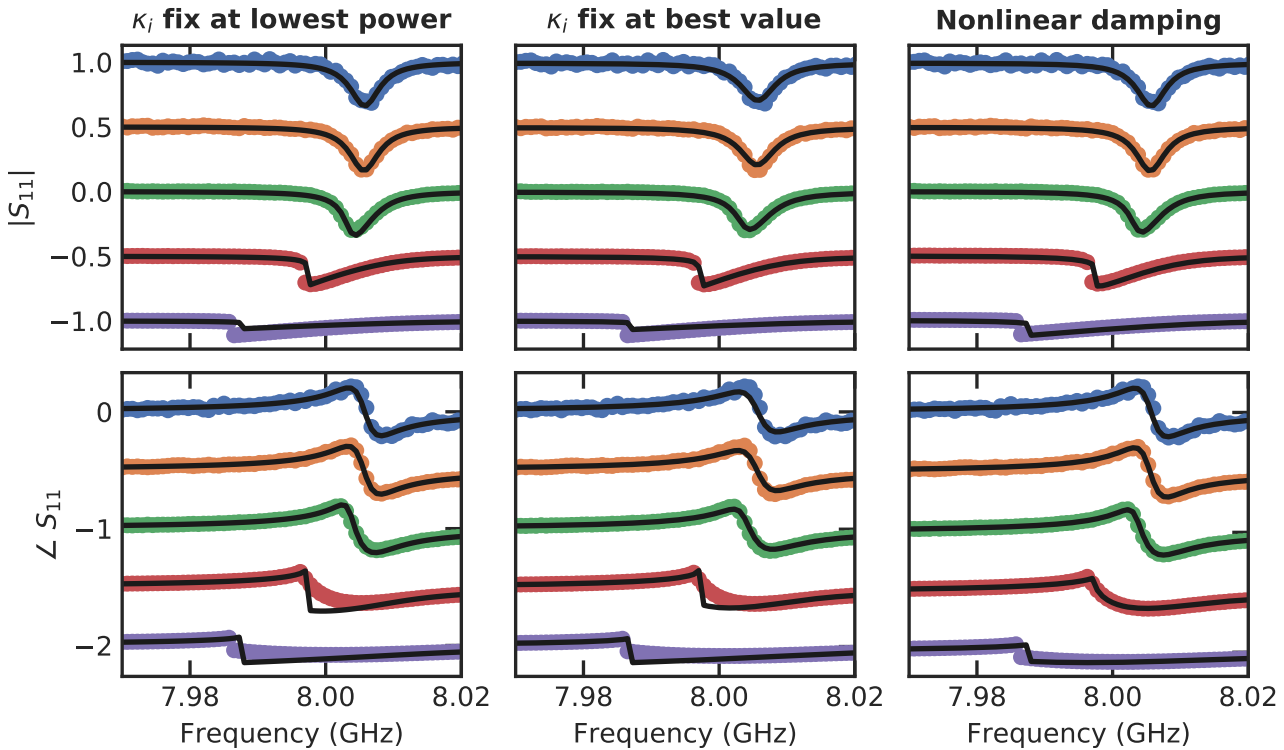 κi fix at lowest power
κi fix at best value
Nonlinear damping
|S11|
1.0
0.5
0.0
−0.5
−1.0
∠ S11
0
−1
−2
7.98
8.00
8.02
7.98
8.00
8.02
7.98
8.00
8.02
Frequency (GHz)
Frequency (GHz)
Frequency (GHz)